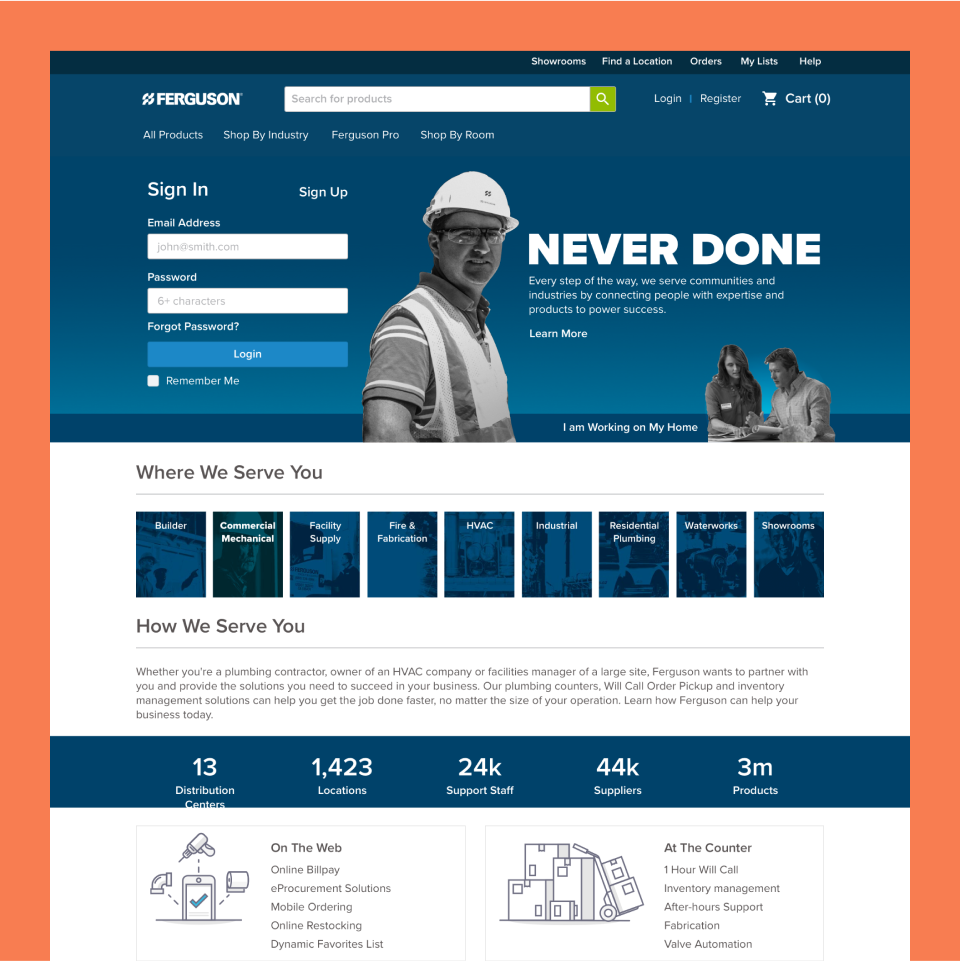 Showrooms Find a Location Orders My Lists Help
FERGUSON
Search for products
Login | Register
Cart (0)
All Products Shop By Industry Ferguson Pro Shop By Room
Sign In
Sign Up
Email Address
john@smith.com
Password
6+ characters
Forgot Password?
Login
Remember Me
NEVER DONE
Every step of the way, we serve communities and
industries by connecting people with expertise and
products to power success.
Learn More
I am Working on My Home
Where We Serve You
Builder
Commercial
Mechanical
Facility
Supply
Fire &
Fabrication
HVAC
Industrial
Residential
Plumbing
Waterworks
Showrooms
How We Serve You
Whether you're a plumbing contractor, owner of an HVAC company or facilities manager of a large site, Ferguson wants to partner with
you and provide the solutions you need to succeed in your business. Our plumbing counters, Will Call Order Pickup and inventory
management solutions can help you get the job done faster, no matter the size of your operation. Learn how Ferguson can help your
business today.
13
Distribution
Centers
1,423
Locations
24k
Support Staff
44k
Suppliers
3m
Products
On The Web
Online Billpay
eProcurement Solutions
Mobile Ordering
Online Restocking
Dynamic Favorites List
At The Counter
1 Hour Will Call
Inventory management
After-hours Support
Fabrication
Valve Automation